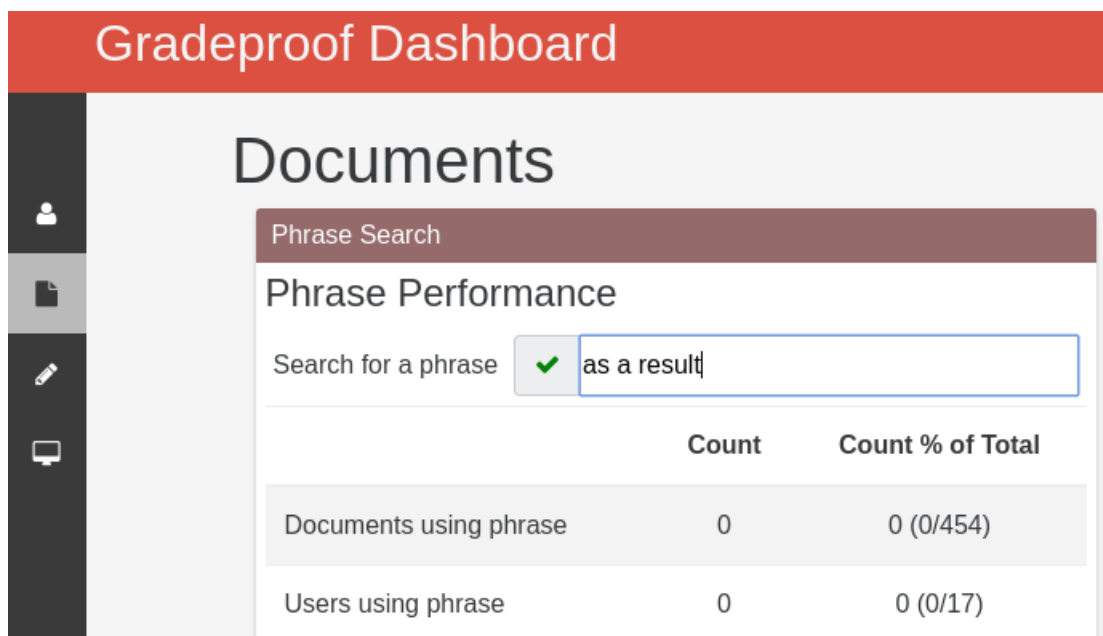 Gradeproof Dashboard
Documents
Phrase Search
Phrase Performance
Search for a phrase as a result
Count Count % of Total
Documents using phrase 0 0 (0/454)
Users using phrase 0 0 (0/17)